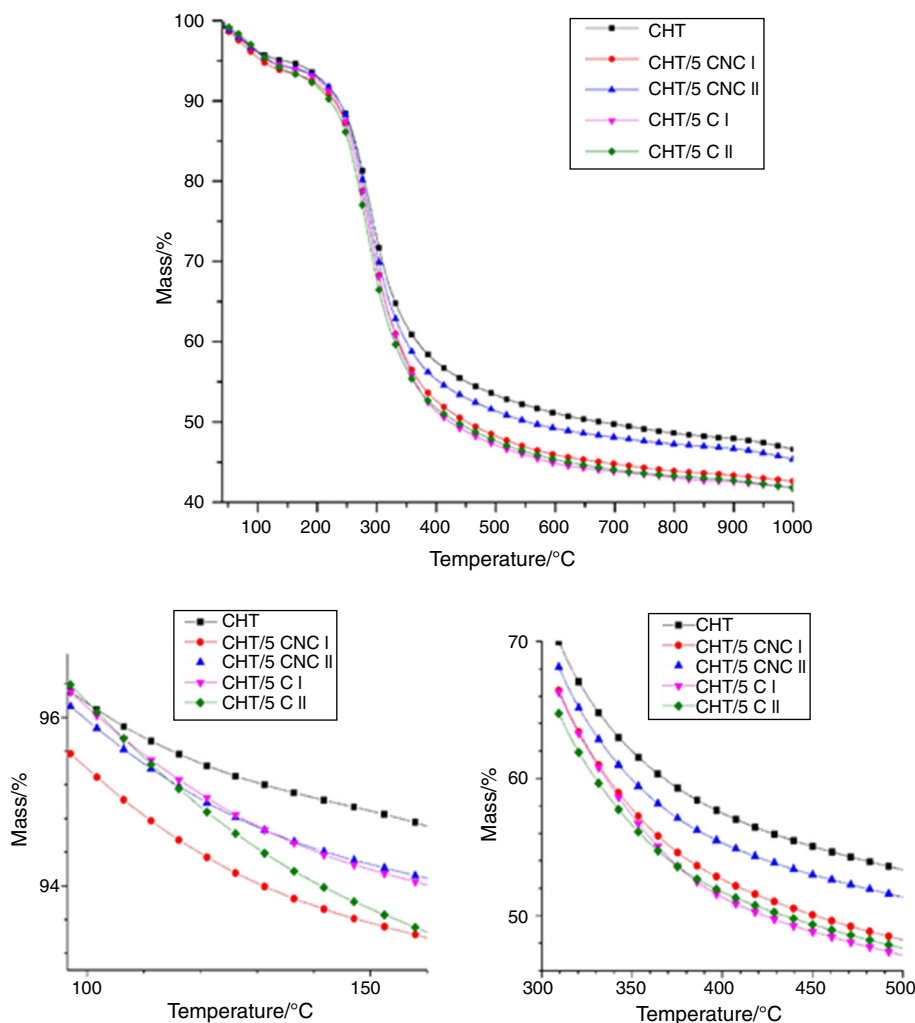 100
90
80
70
60
50
40
Mass/%
100 200 300 400 500 600 700 800 900 1000
Temperature/°C
CHT
CHT/5 CNC I
CHT/5 CNC II
CHT/5 C I
CHT/5 C II
CHT
CHT/5 CNC I
CHT/5 CNC II
CHT/5 C I
CHT/5 C II
96
94
Mass/%
100 150
Temperature/°C
CHT
CHT/5 CNC I
CHT/5 CNC II
CHT/5 C I
CHT/5 C II
70
60
50
Mass/%
300 350 400 450 500
Temperature/°C